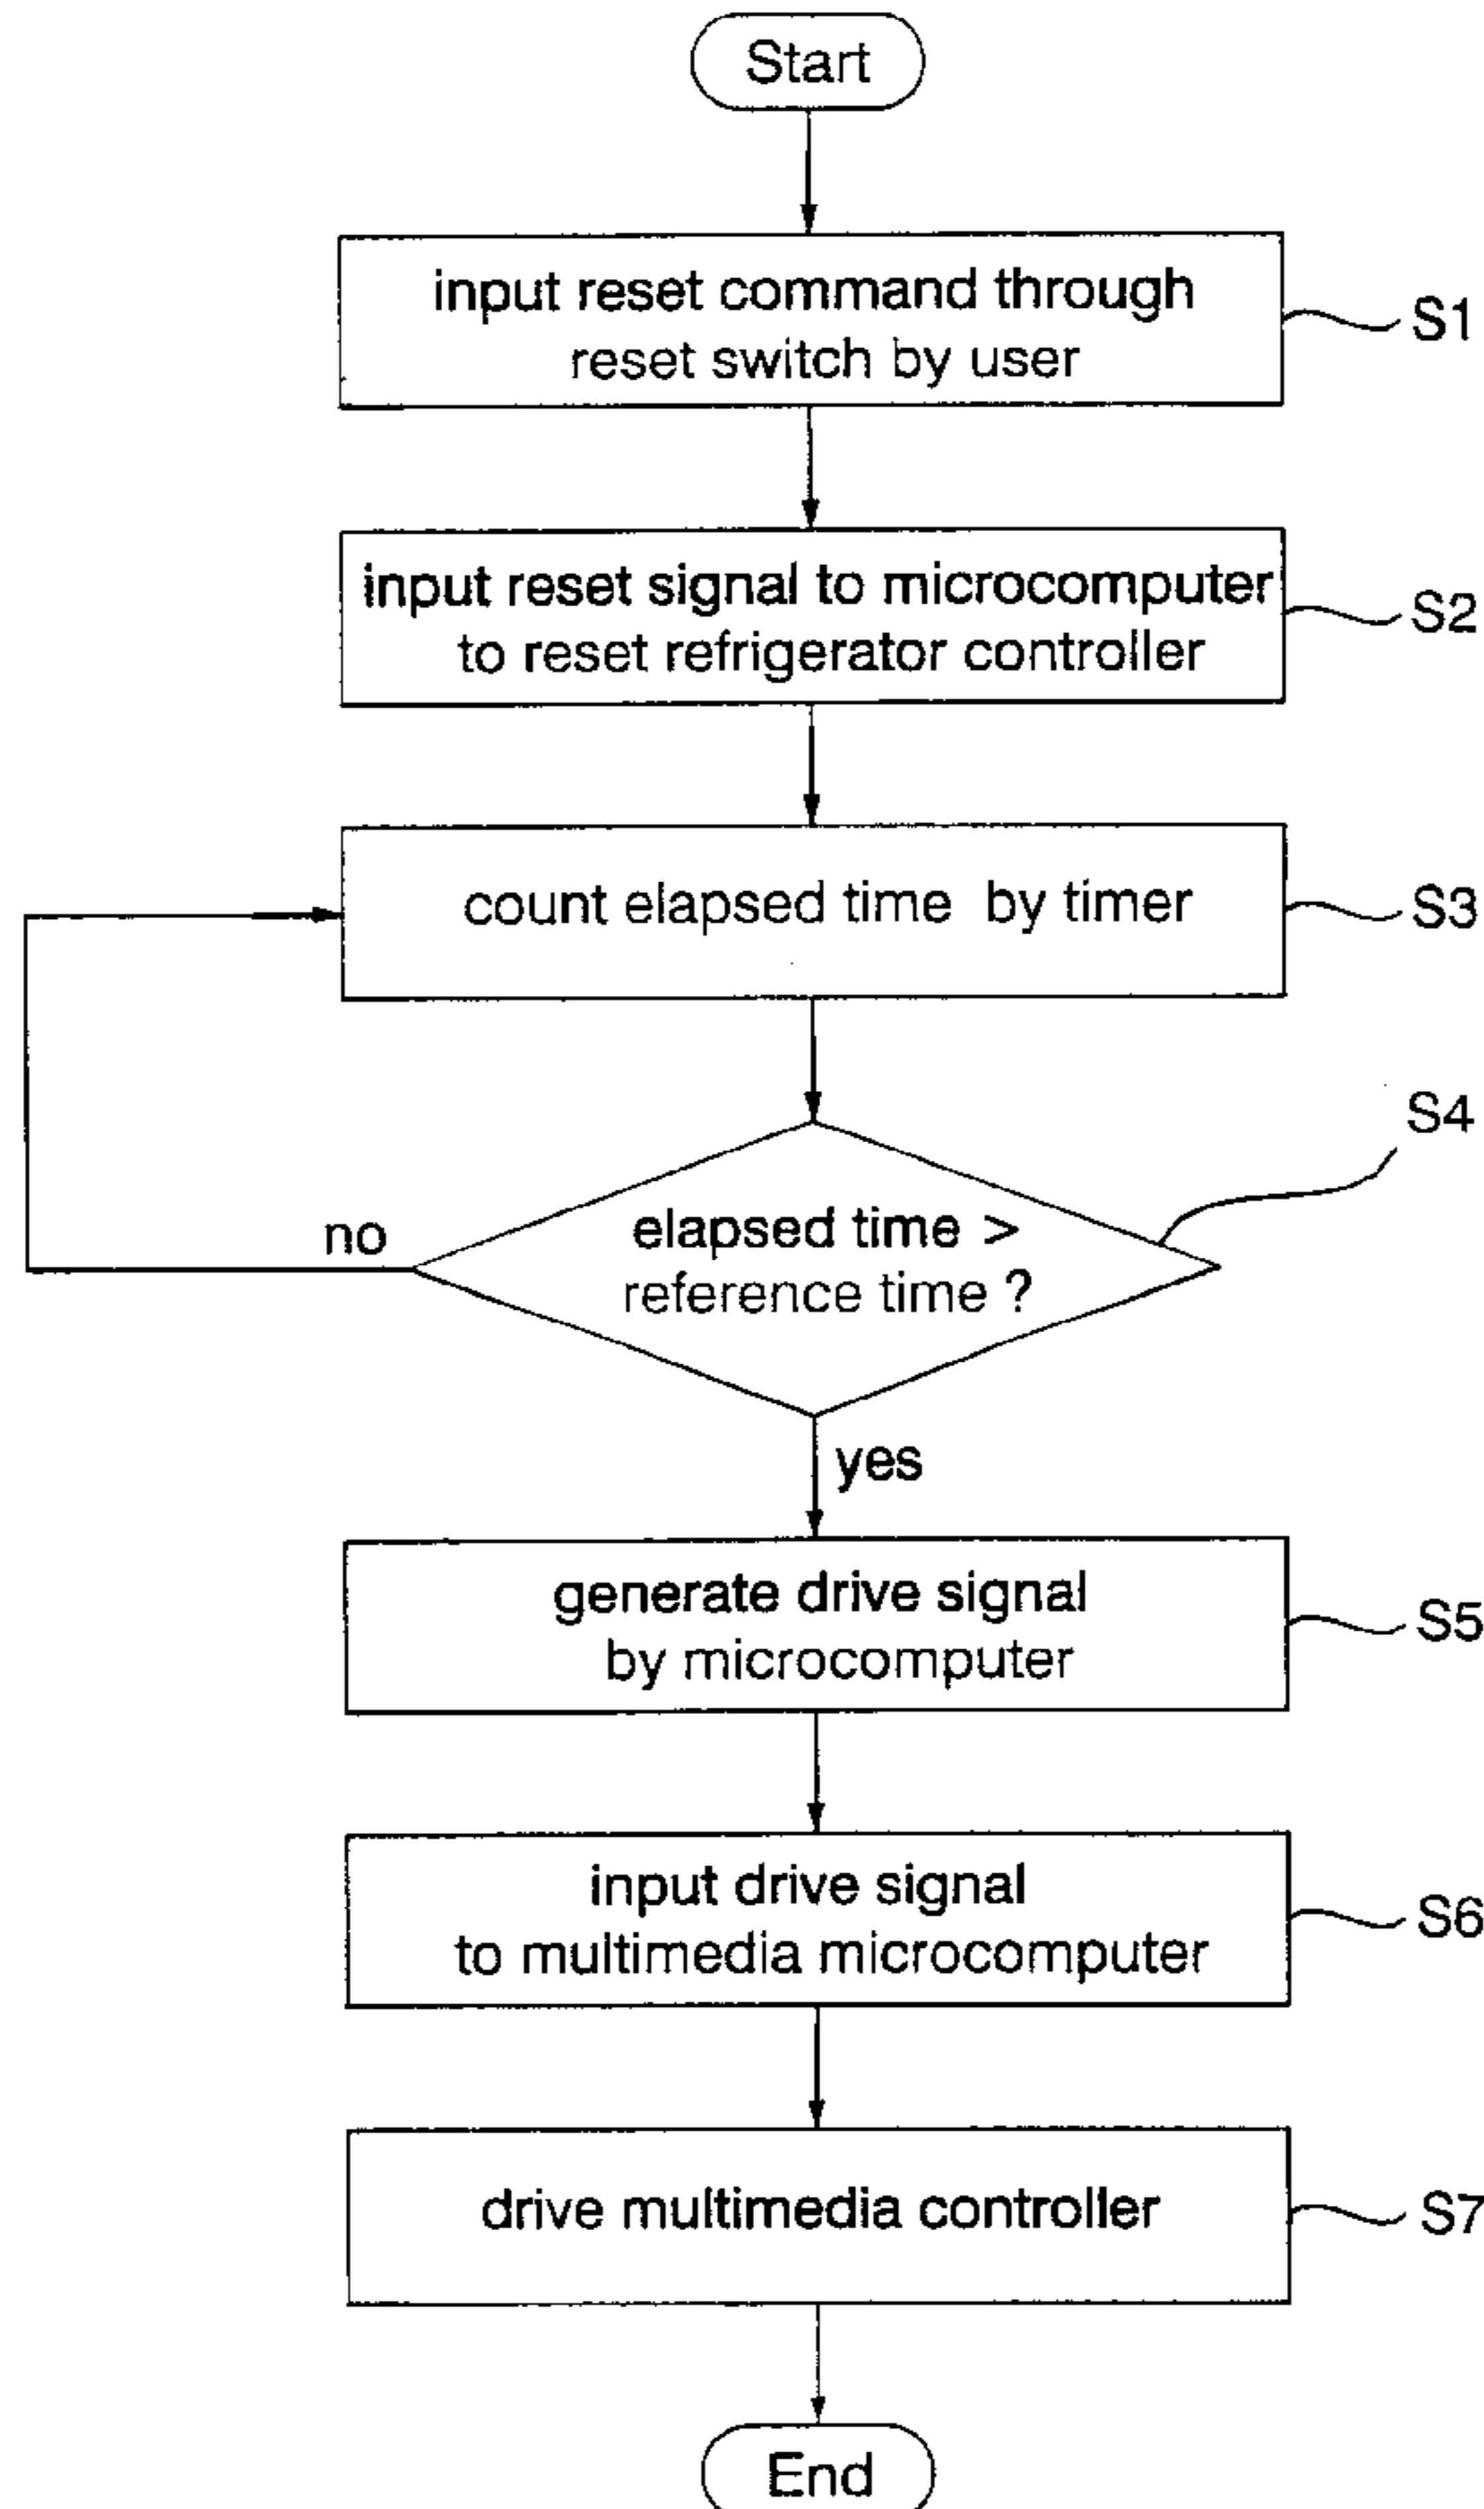 Start
input reset command through
reset switch by user
S1
input reset signal to microcomputer
to reset refrigerator controller
S2
count elapsed time by timer
S3
S4
elapsed time >
reference time ?
no
yes
generate drive signal
by microcomputer
S5
input drive signal
to multimedia microcomputer
S6
drive multimedia controller
S7
End